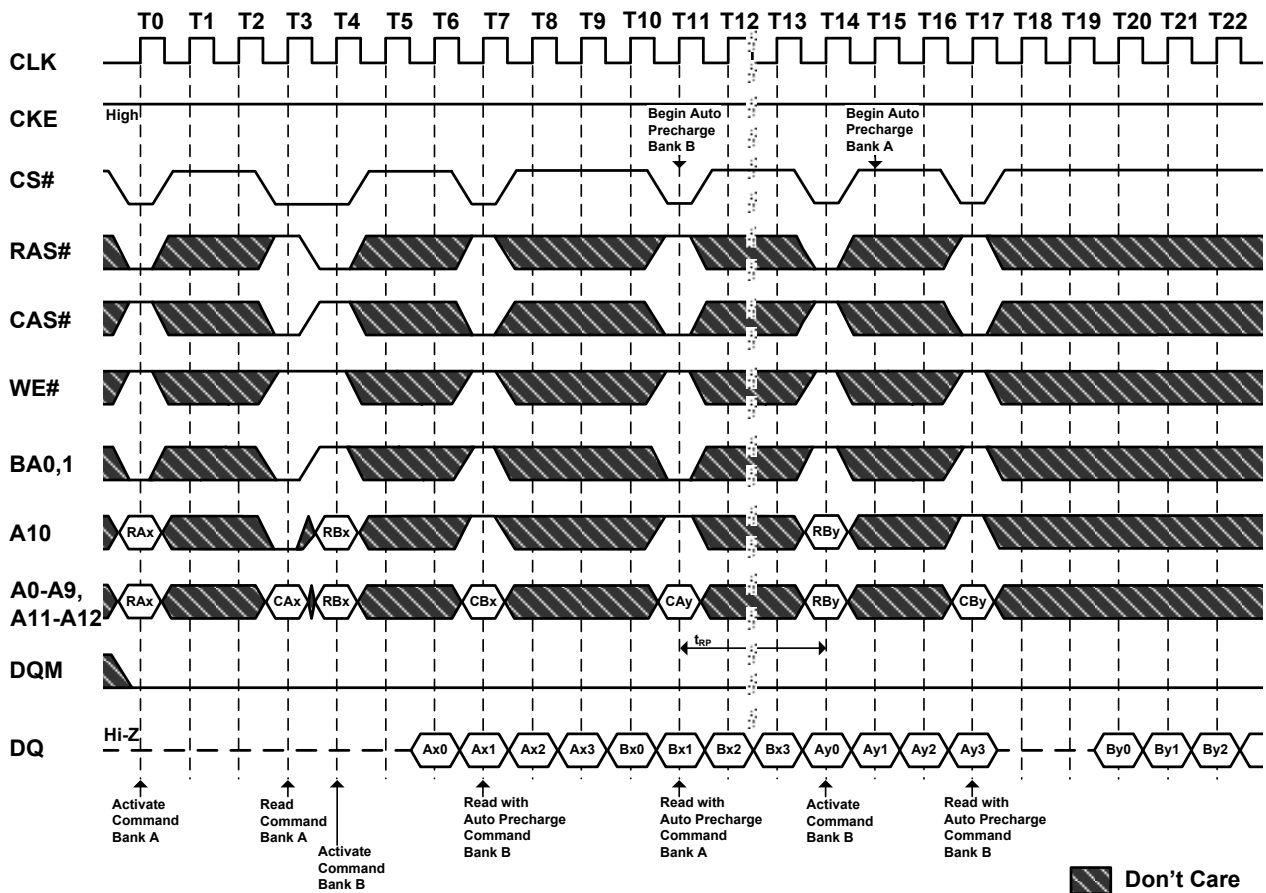 T0 T1 T2 T3 T4 T5 T6 T7 T8 T9 T10 T11 T12 T13 T14 T15 T16 T17 T18 T19 T20 T21 T22
CLK
CKE
High
Begin Auto
Precharge
Bank B
Begin Auto
Precharge
Bank A
CS#
RAS#
CAS#
WE#
BA0,1
A10
RAx RBx RBy
A0-A9,
A11-A12
RAx CAx RBx CBx CAy RBy CBy
tRP
DQM
DQ
Hi-Z
Ax0 Ax1 Ax2 Ax3 Bx0 Bx1 Bx2 Bx3 Ay0 Ay1 Ay2 Ay3 By0 By1 By2
Activate
Command
Bank A
Read
Command
Bank A
Activate
Command
Bank B
Read with
Auto Precharge
Command
Bank B
Read with
Auto Precharge
Command
Bank A
Activate
Command
Bank B
Read with
Auto Precharge
Command
Bank B
Don't Care